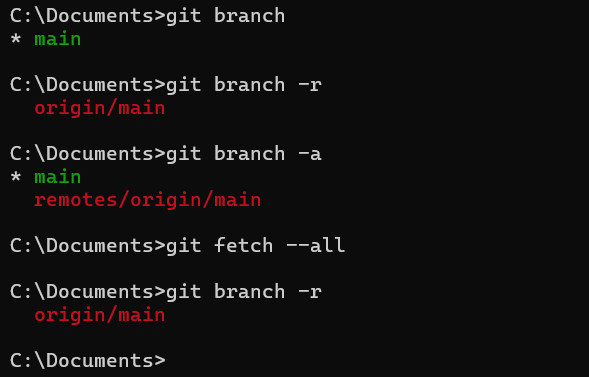 C:\Documents>git branch
* main
C:\Documents>git branch -r
origin/main
C:\Documents>git branch -a
* main
remotes/origin/main
C:\Documents>git fetch --all
C:\Documents>git branch -r
origin/main
C:\Documents>